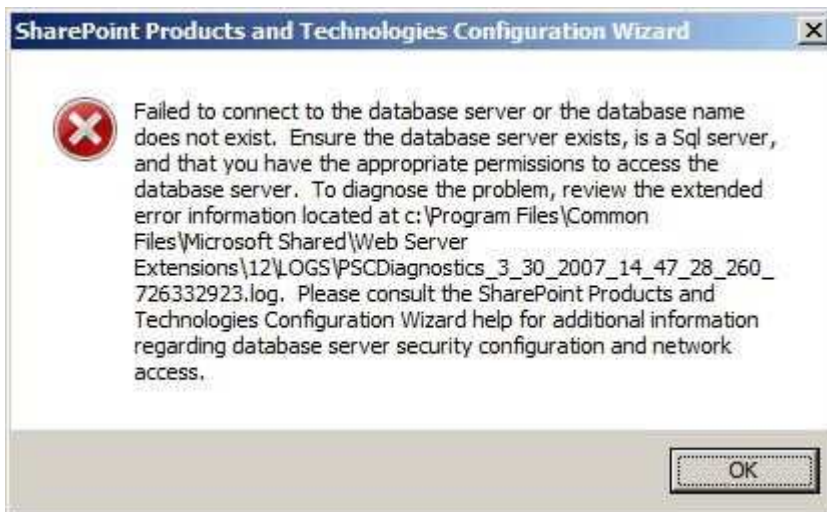 SharePoint Products and Technologies Configuration Wizard
Failed to connect to the database server or the database name
does not exist. Ensure the database server exists, is a Sql server,
and that you have the appropriate permissions to access the
database server. To diagnose the problem, review the extended
error information located at c:\Program Files\Common
Files\Microsoft Shared\Web Server
Extensions\12\LOGS\PSCDiagnostics_3_30_2007_14_47_28_260_
726332923.log. Please consult the SharePoint Products and
Technologies Configuration Wizard help for additional information
regarding database server security configuration and network
access.
OK